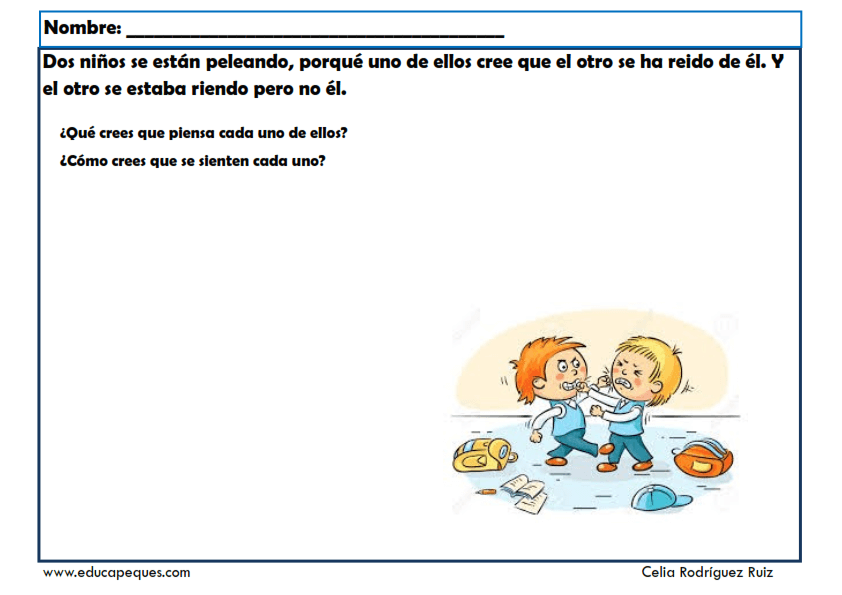 Nombre: ________________________________________
Dos niños se están peleando, porqué uno de ellos cree que el otro se ha reido de él. Y
el otro se estaba riendo pero no él.
¿Qué crees que piensa cada uno de ellos?
¿Cómo crees que se sienten cada uno?
www.educapeques.com
Celia Rodríguez Ruiz